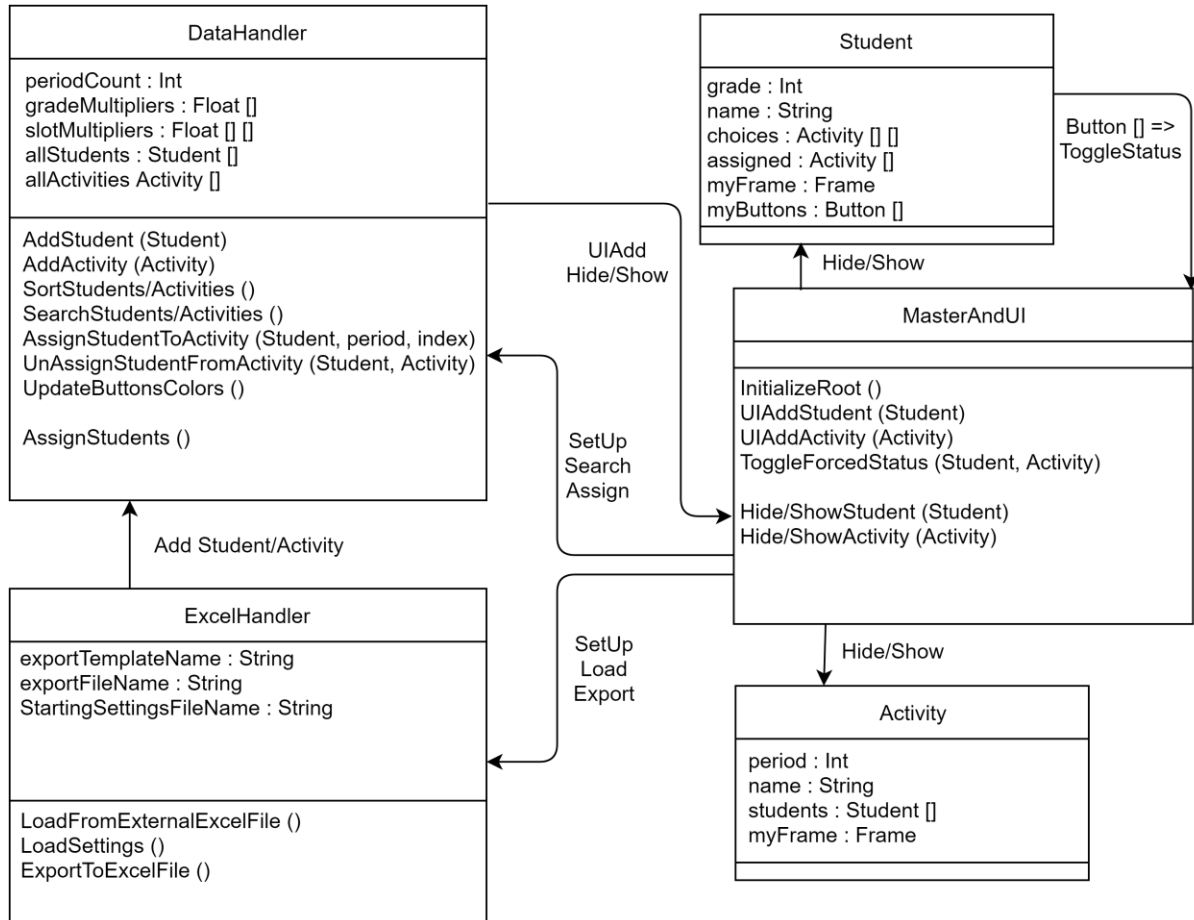 DataHandler
periodCount : Int
gradeMultipliers : Float []
slotMultipliers : Float [] []
allStudents : Student []
allActivities Activity []
AddStudent (Student)
AddActivity (Activity)
SortStudents/Activities ()
SearchStudents/Activities ()
AssignStudentToActivity (Student, period, index)
UnAssignStudentFromActivity (Student, Activity)
UpdateButtonsColors ()
AssignStudents ()
Add Student/Activity
ExcelHandler
exportTemplateName : String
exportFileName : String
StartingSettingsFileName : String
LoadFromExternalExcelFile ()
LoadSettings ()
ExportToExcelFile ()
UIAdd
Hide/Show
SetUp
Search
Assign
SetUp
Load
Export
Student
grade : Int
name : String
choices : Activity [] []
assigned : Activity []
myFrame : Frame
myButtons : Button []
Button [] =>
ToggleStatus
Hide/Show
MasterAndUI
InitializeRoot ()
UIAddStudent (Student)
UIAddActivity (Activity)
ToggleForcedStatus (Student, Activity)
Hide/ShowStudent (Student)
Hide/ShowActivity (Activity)
Hide/Show
Activity
period : Int
name : String
students : Student []
myFrame : Frame